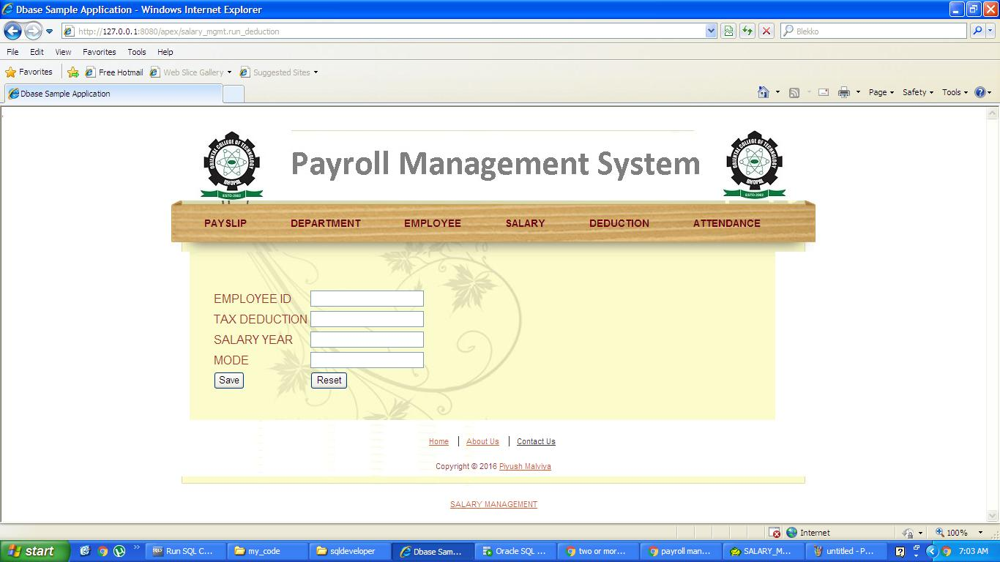 Dbase Sample Application - Windows Internet Explorer
http://127.0.0.1:8080/apex/salary_mgmt.run_deduction
Blekko
File Edit View Favorites Tools Help
Favorites Free Hotmail Web Slice Gallery Suggested Sites
Dbase Sample Application
Page Safety Tools
ORIENTAL COLLEGE OF TECHNOLOGY
BHOPAL
ESTD-2002
Payroll Management System
ORIENTAL COLLEGE OF TECHNOLOGY
BHOPAL
ESTD-2002
PAYSLIP DEPARTMENT EMPLOYEE SALARY DEDUCTION ATTENDANCE
EMPLOYEE ID
TAX DEDUCTION
SALARY YEAR
MODE
Save Reset
Home About Us Contact Us
Copyright © 2016 Piyush Malviya
SALARY MANAGEMENT
Internet 100%
start Run SQL C... my_code sqldeveloper Dbase Sam... Oracle SQL ... two or mor... payroll man... SALARY_M... untitled - P... 7:03 AM